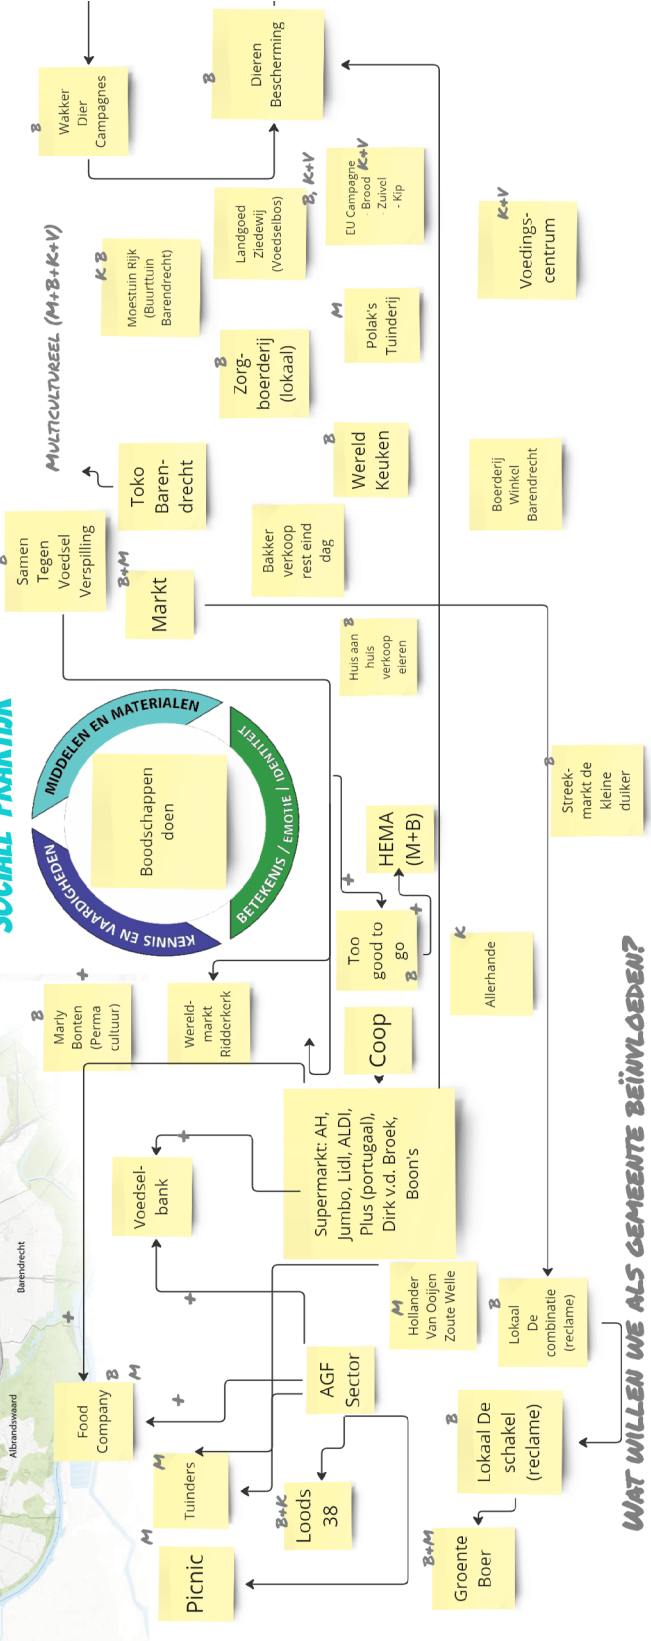 Albrandswaard
Barendrecht
SOCIALE PRAKTIJK
B
Samen
Tegen
Voedsel
Verspilling
B
Wakker
Dier
Campagnes
MULTICULTUREEL (M+B+K+V)
B
Marly
Bonten
(Perma
cultuur)
+
+
Food
Company
B
M
KENNIS EN VAARDIGHEDEN
MIDDELEN EN MATERIALEN
BETEKENIS / EMOTIE / IDENTITEIT
Boodschappen
doen
K B
Moestuin Rijk
(Buurttuin
Barendrecht)
B+M
Markt
Toko
Baren-
drecht
M
Picnic
M
Tuinders
+
+
Voedsel-
bank
+
Wereld-
markt
Ridderkerk
B
Zorg-
boerderij
(lokaal)
Landgoed
Ziedewij
(Voedselbos)
B, K+V
B
Dieren
Bescherming
B+K
Loods
38
AGF
Sector
Supermarkt: AH,
Jumbo, Lidl, ALDI,
Plus (portugaal),
Dirk v.d. Broek,
Boon's
Coop
Too
good to
go
B
+
+
HEMA
(M+B)
B
Huis aan
huis
verkoop
eieren
Bakker
verkoop
rest eind
dag
B
Wereld
Keuken
M
Polak's
Tuinderij
EU Campagne
- Brood
- Zuivel
- Kip
K+V
M
Hollander
Van Ooijen
Zoute Welle
B+M
Groente
Boer
B
Lokaal De
schakel
(reclame)
B
Lokaal
De
combinatie
(reclame)
K
Allerhande
B
Streek-
markt de
kleine
duiker
Boerderij
Winkel
Barendrecht
K+V
Voedings-
centrum
WAT WILLEN WE ALS GEMEENTE BEÏNVLOEDEN?